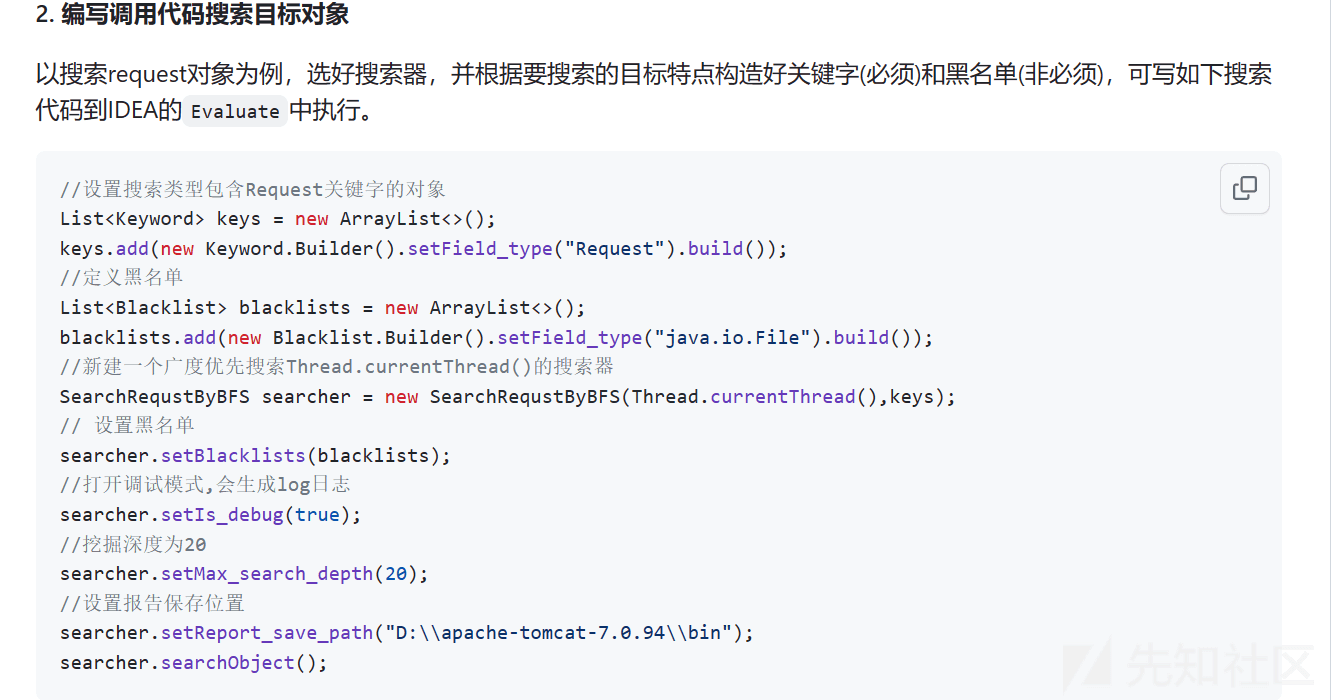 2. 编写调用代码搜索目标对象
以搜索request对象为例，选好搜索器，并根据要搜索的目标特点构造好关键字(必须)和黑名单(非必须)，可写如下搜索
代码到IDEA的 Evaluate 中执行。
//设置搜索类型包含Request关键字的对象
List<Keyword> keys = new ArrayList<>();
keys.add(new Keyword.Builder().setField_type("Request").build());
//定义黑名单
List<Blacklist> blacklists = new ArrayList<>();
blacklists.add(new Blacklist.Builder().setField_type("java.io.File").build());
//新建一个广度优先搜索Thread.currentThread()的搜索器
SearchRequstByBFS searcher = new SearchRequstByBFS(Thread.currentThread(),keys);
// 设置黑名单
searcher.setBlacklists(blacklists);
//打开调试模式,会生成log日志
searcher.setIs_debug(true);
//挖掘深度为20
searcher.setMax_search_depth(20);
//设置报告保存位置
searcher.setReport_save_path("D:\\apache-tomcat-7.0.94\\bin");
searcher.searchObject();
先知社区